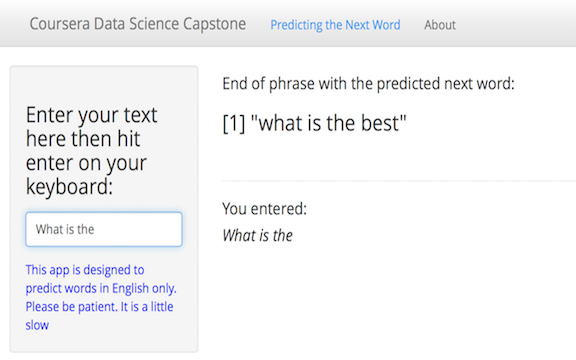 Coursera Data Science Capstone
Predicting the Next Word
About
Enter your text
here then hit
enter on your
keyboard:
What is the
This app is designed to
predict words in English only.
Please be patient. It is a little
slow
End of phrase with the predicted next word:
[1] "what is the best"
You entered:
What is the